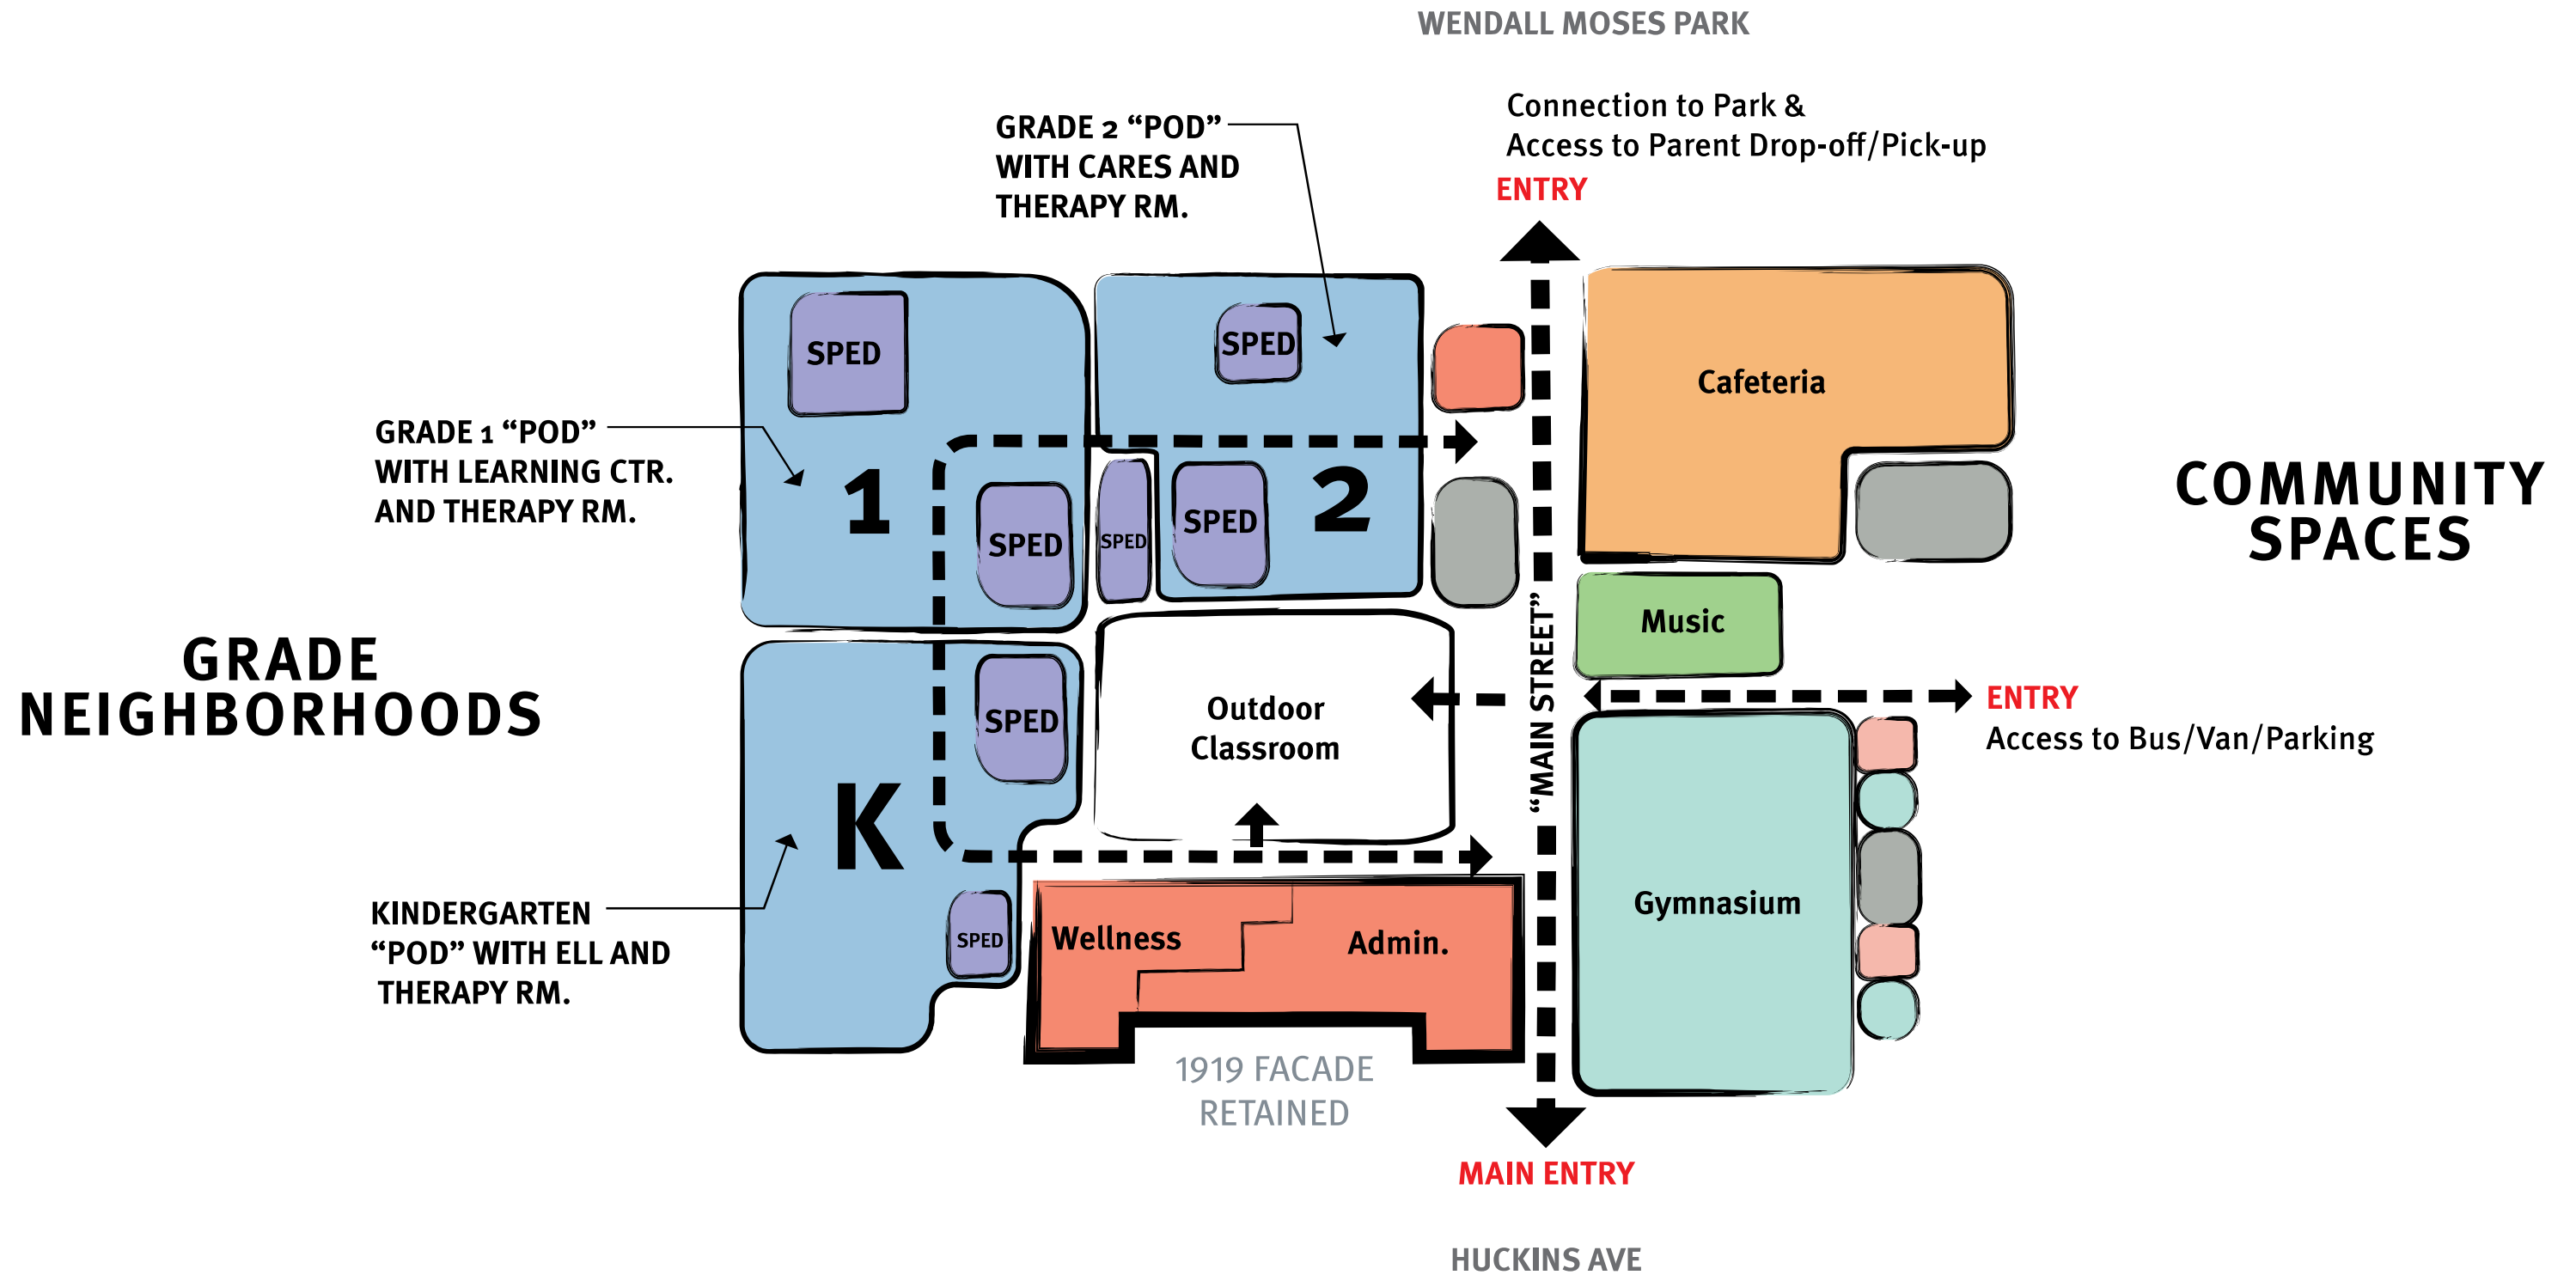 WENDALL MOSES PARK
Connection to Park &
Access to Parent Drop-off/Pick-up
ENTRY
GRADE 2 “POD”
WITH CARES AND
THERAPY RM.
SPED
SPED
Cafeteria
GRADE 1 “POD”
WITH LEARNING CTR.
AND THERAPY RM.
1
SPED
SPED
SPED
2
COMMUNITY
SPACES
GRADE
NEIGHBORHOODS
“MAIN STREET”
Music
SPED
Outdoor
Classroom
ENTRY
Access to Bus/Van/Parking
K
KINDERGARTEN
“POD” WITH ELL AND
THERAPY RM.
SPED
Wellness
Admin.
Gymnasium
1919 FACADE
RETAINED
MAIN ENTRY
HUCKINS AVE